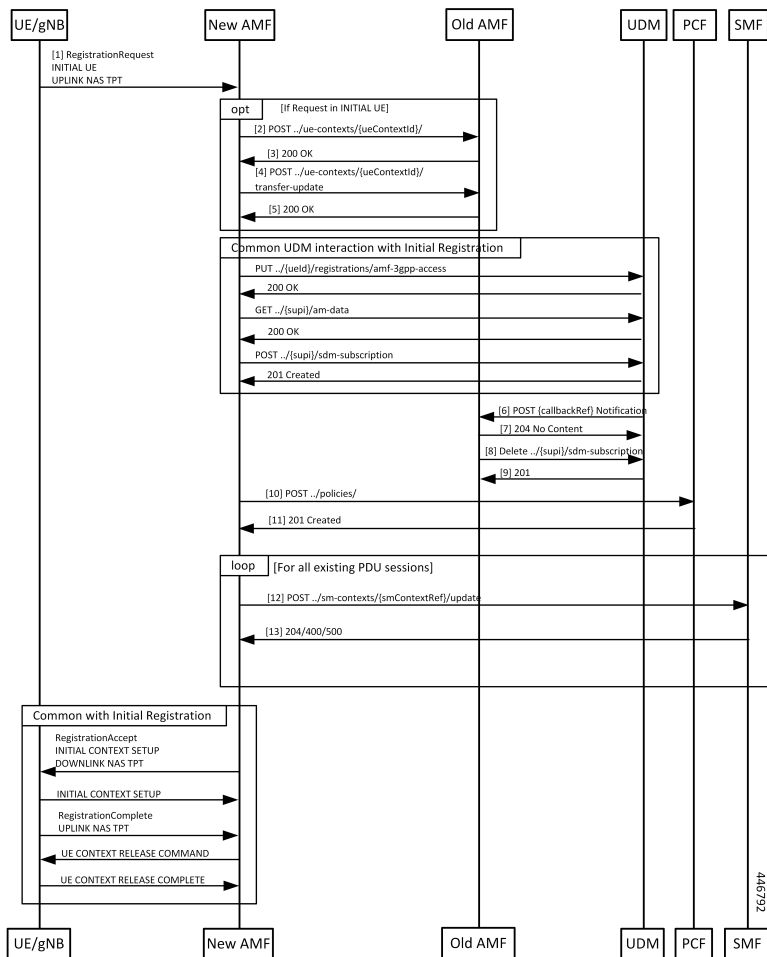 UE/gNB
New AMF
Old AMF
UDM
PCF
SMF
[1] RegistrationRequest
INITIAL UE
UPLINK NAS TPT
opt
[If Request in INITIAL UE]
[2] POST ../ue-contexts/{ueContextId}/
[3] 200 OK
[4] POST ../ue-contexts/{ueContextId}/
transfer-update
[5] 200 OK
Common UDM interaction with Initial Registration
PUT ../{ueId}/registrations/amf-3gpp-access
200 OK
GET ../{supi}/am-data
200 OK
POST ../{supi}/sdm-subscription
201 Created
[6] POST {callbackRef} Notification
[7] 204 No Content
[8] Delete ../{supi}/sdm-subscription
[9] 201
[10] POST ../policies/
[11] 201 Created
loop
[For all existing PDU sessions]
[12] POST ../sm-contexts/{smContextRef}/update
[13] 204/400/500
Common with Initial Registration
RegistrationAccept
INITIAL CONTEXT SETUP
DOWNLINK NAS TPT
INITIAL CONTEXT SETUP
RegistrationComplete
UPLINK NAS TPT
UE CONTEXT RELEASE COMMAND
UE CONTEXT RELEASE COMPLETE
446792
UE/gNB
New AMF
Old AMF
UDM
PCF
SMF